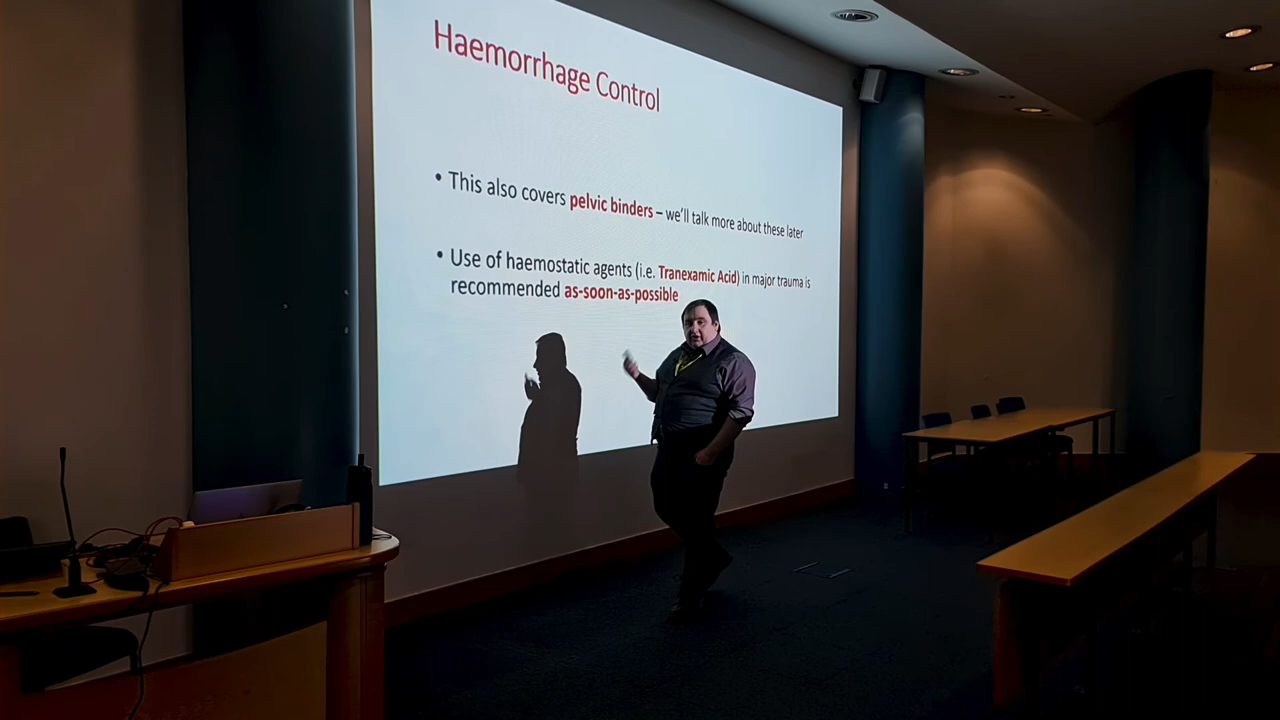 Haemorrhage Control
• This also covers pelvic binders – we'll talk more about these later
• Use of haemostatic agents (i.e. Tranexamic Acid) in major trauma is
recommended as-soon-as-possible